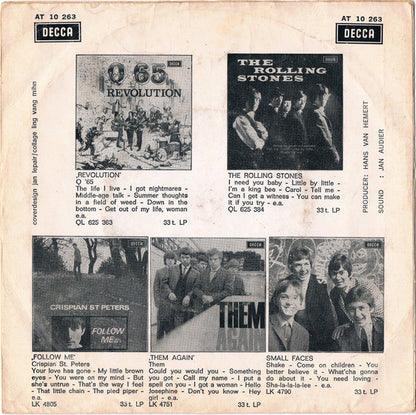 AT 10 263
DECCA
AT 10 263
DECCA
coverdesign jan lepair/collage ling vang mihn
Q 65
REVOLUTION
THE
ROLLING
STONES
PRODUCER: HANS VAN HEMERT
SOUND : JAN AUDIER
‚REVOLUTION'
Q '65
The life I live - I got nightmares -
Middle-age talk - Summer thoughts
in a field of weed - Down in the
bottom - Get out of my life, woman
e.a.
QL 625 363 33 t. LP
THE ROLLING STONES
I need you baby - Little by little -
I'm a king bee - Carol - Tell me -
Can I get a witness - You can make
it if you try - e.a.
QL 625 384 33 t. LP
CRISPIAN ST PETERS
FOLLOW
ME...
DECCA
THEM
AGAIN
DECCA
‚FOLLOW ME'
Crispian St. Peters
Your love has gone - My little brown
eyes - You were on my mind - But
she's untrue - That's the way I feel
- That little chain - The pied piper -
e.a.
LK 4805 33 t. LP
‚THEM AGAIN'
Them
Could you would you - Something
you got - Call my name - I put a
spell on you - I got a woman - Hello
Josephine - Don't you know - Hey
girl - e.a.
LK 4751 33 t. LP
SMALL FACES
Shake - Come on children - You
better believe it - What'cha gonna
do about it - You need loving -
Sha-la-la-la-lee - e.a.
LK 4790 33 t. LP